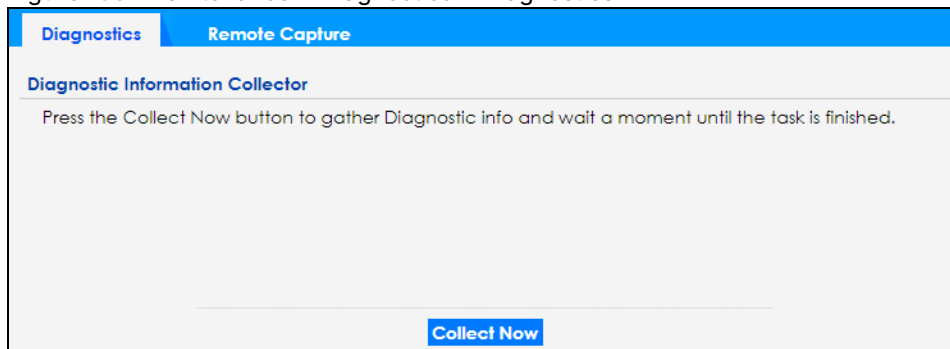 Diagnostics Remote Capture
Diagnostic Information Collector
Press the Collect Now button to gather Diagnostic info and wait a moment until the task is finished.
Collect Now